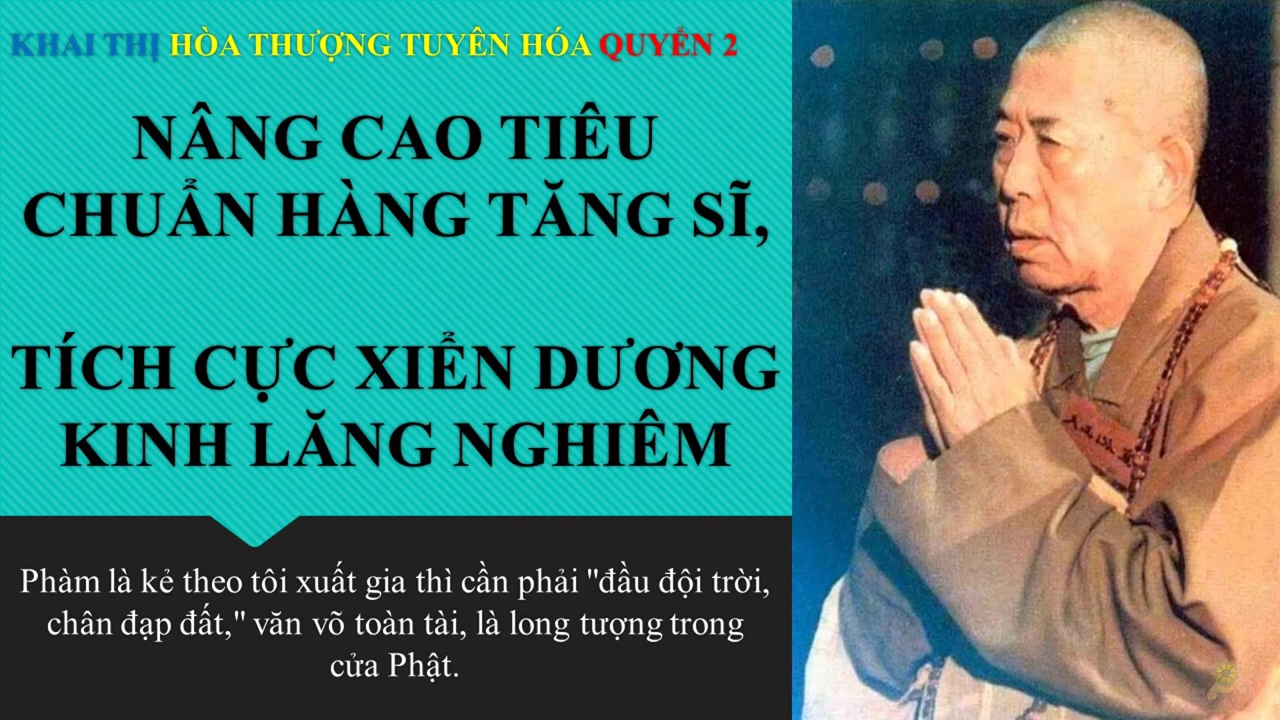 KHAI THỊ HÒA THƯỢNG TUYÊN HÓA QUYỂN 2
NÂNG CAO TIÊU
CHUẨN HÀNG TĂNG SĨ,
TÍCH CỰC XIỂN DƯƠNG
KINH LĂNG NGHIÊM
Phàm là kẻ theo tôi xuất gia thì cần phải "đầu đội trời,
chân đạp đất," văn võ toàn tài, là long tượng trong
cửa Phật.